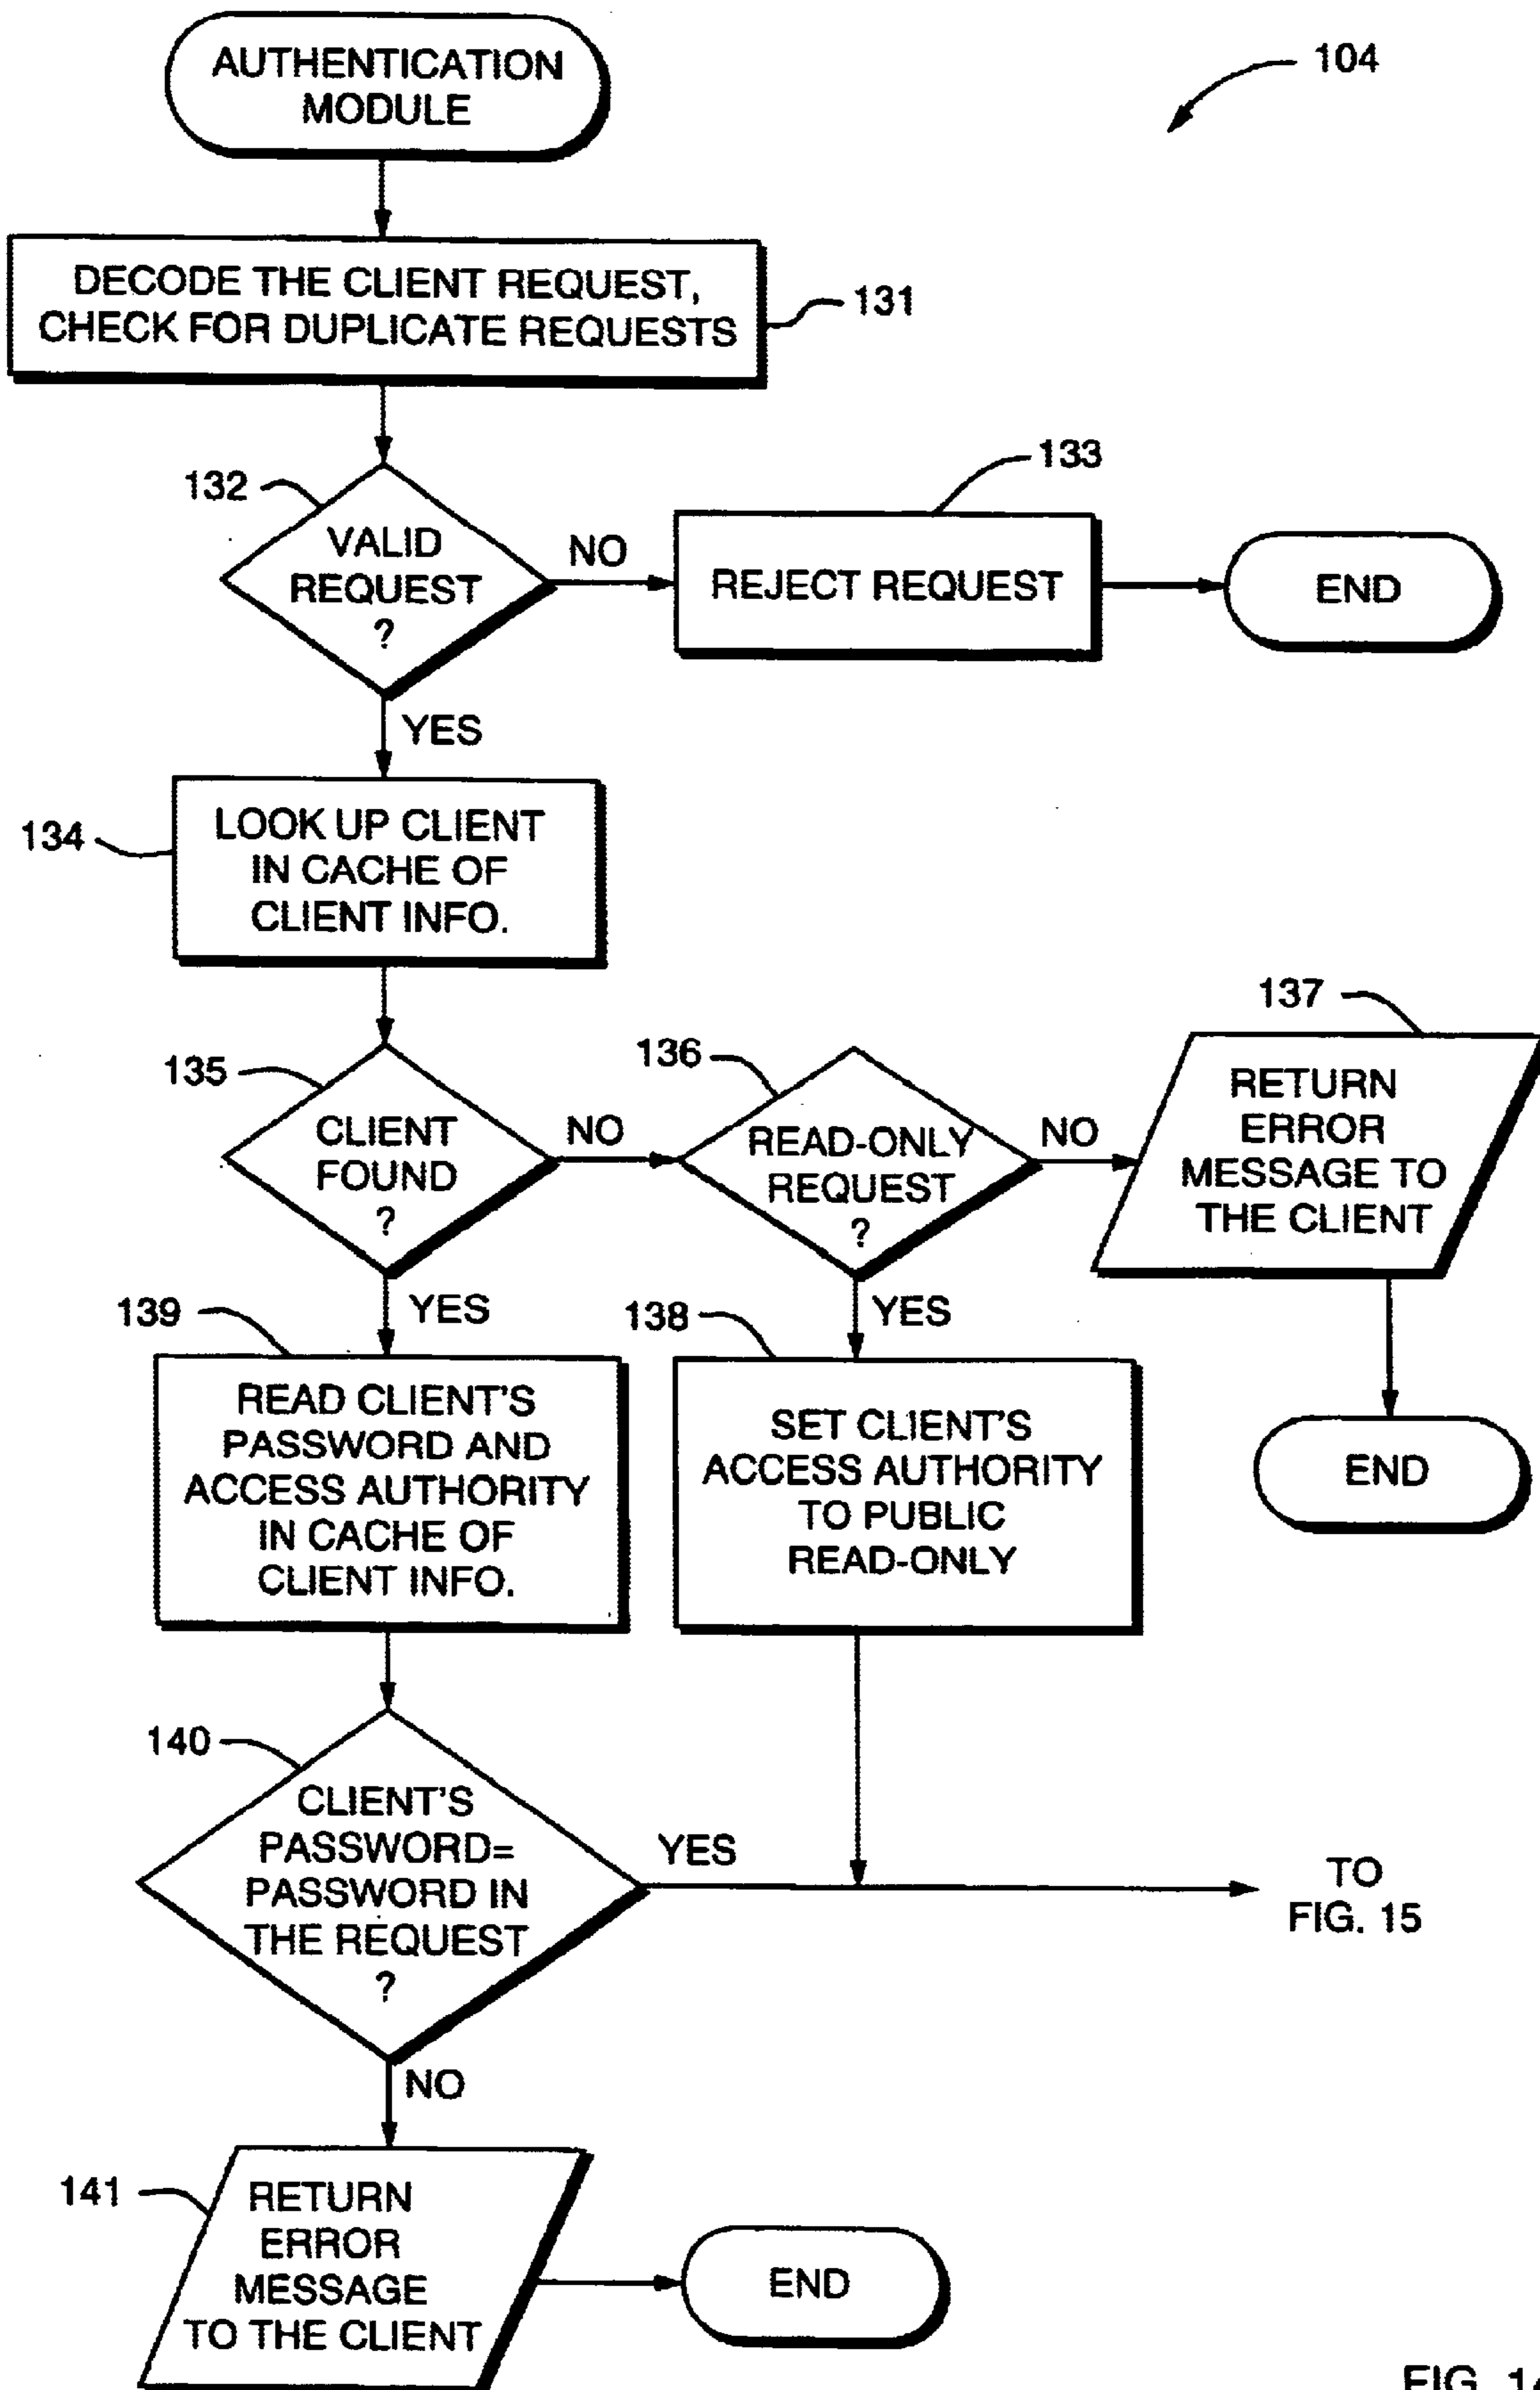 AUTHENTICATION
MODULE
104
DECODE THE CLIENT REQUEST,
CHECK FOR DUPLICATE REQUESTS
131
132
VALID
REQUEST
?
NO
133
REJECT REQUEST
END
YES
134
LOOK UP CLIENT
IN CACHE OF
CLIENT INFO.
135
CLIENT
FOUND
?
NO
136
READ-ONLY
REQUEST
?
NO
137
RETURN
ERROR
MESSAGE TO
THE CLIENT
END
YES
139
READ CLIENT'S
PASSWORD AND
ACCESS AUTHORITY
IN CACHE OF
CLIENT INFO.
YES
138
SET CLIENT'S
ACCESS AUTHORITY
TO PUBLIC
READ-ONLY
140
CLIENT'S
PASSWORD=
PASSWORD IN
THE REQUEST
?
YES
TO
FIG. 15
NO
141
RETURN
ERROR
MESSAGE
TO THE CLIENT
END
FIG.